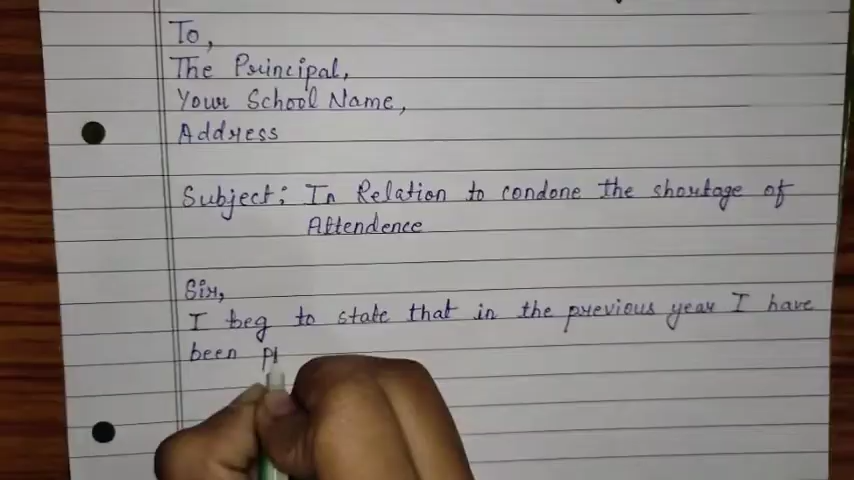 To,
The Principal,
Your School Name,
Address
Subject: In Relation to condone the shortage of
Attendence
Sir,
I beg to state that in the previous year I have
been